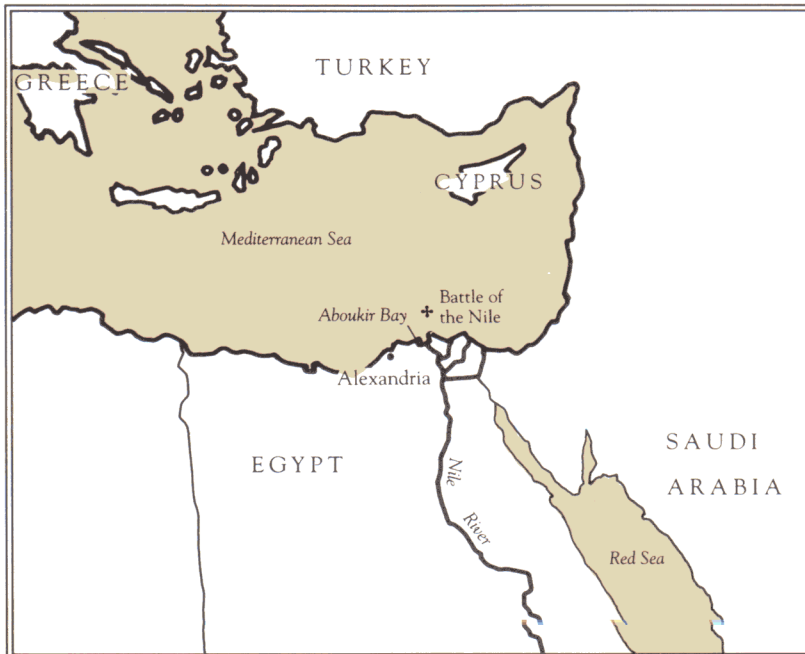 TURKEY
GREECE
CYPRUS
Mediterranean Sea
Battle of
the Nile
Aboukir Bay
Alexandria
EGYPT
Nile
River
SAUDI
ARABIA
Red Sea